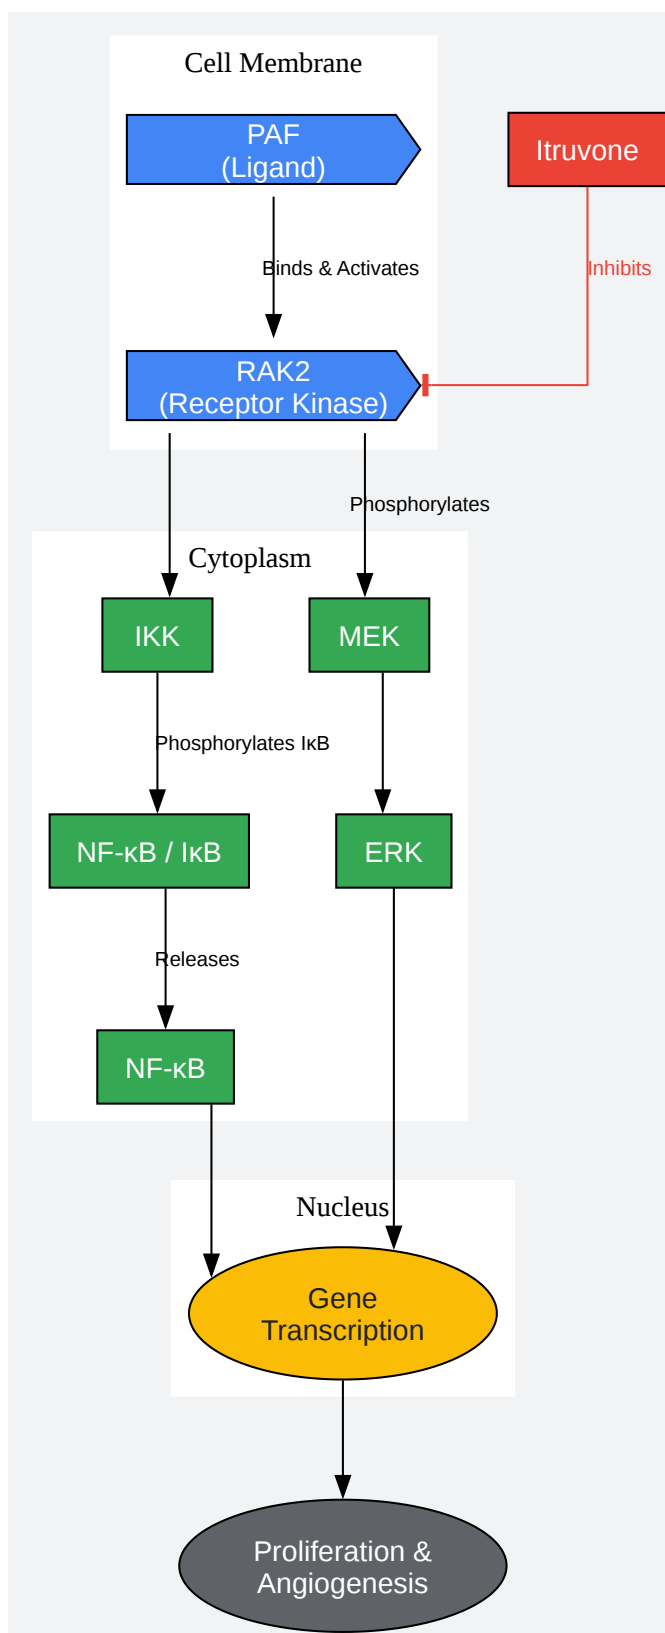 Cell Membrane
PAF
(Ligand)
Itruvone
Binds & Activates
Inhibits
RAK2
(Receptor Kinase)
Phosphorylates
Cytoplasm
IKK
MEK
Phosphorylates IκB
NF-κB / IκB
ERK
Releases
NF-κB
Nucleus
Gene
Transcription
Proliferation &
Angiogenesis